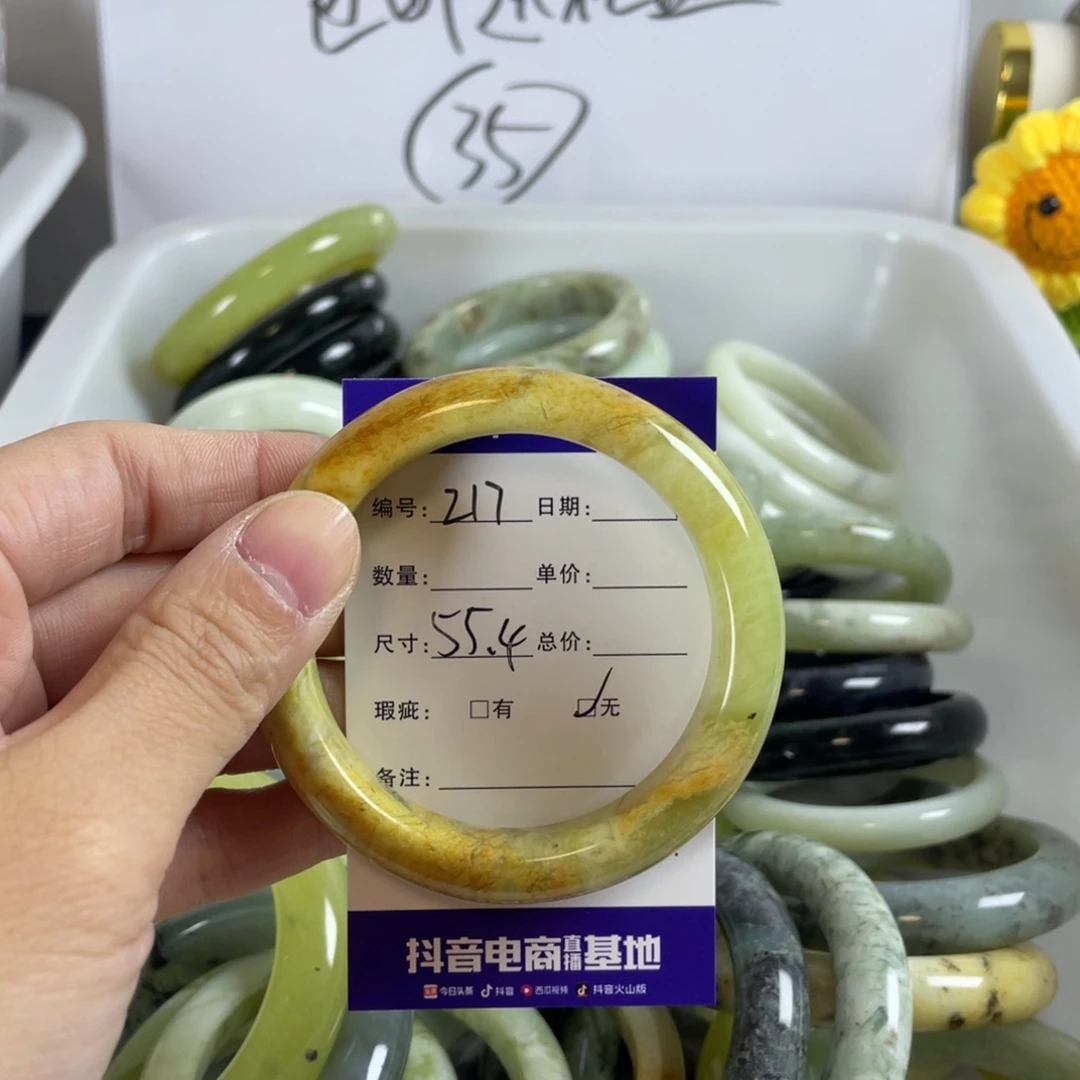 35
编号: 217 日期:
数量: 单价:
尺寸: 55.4 总价:
瑕疵: □有 ☑无
备注:
抖音电商直播基地
今日头条 抖音 西瓜视频 抖音火山版